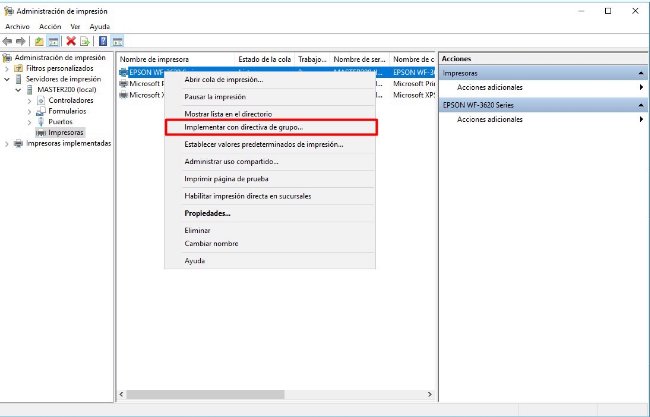 Administración de impresión
Archivo Acción Ver Ayuda
Administración de impresión
Filtros personalizados
Servidores de impresión
MASTER200 (local)
Controladores
Formularios
Puertos
Impresoras
Impresoras implementadas
Nombre de impresora Estado de la cola Trabajo... Nombre de ser... Nombre de c
EPSON WF-3
Microsoft P Microsoft Pri
Microsoft X Microsoft XPS
Abrir cola de impresión...
Pausar la impresión
Mostrar lista en el directorio
Implementar con directiva de grupo...
Establecer valores predeterminados de impresión...
Administrar uso compartido...
Imprimir página de prueba
Habilitar impresión directa en sucursales
Propiedades...
Eliminar
Cambiar nombre
Ayuda
Acciones
Impresoras
Acciones adicionales
EPSON WF-3620 Series
Acciones adicionales